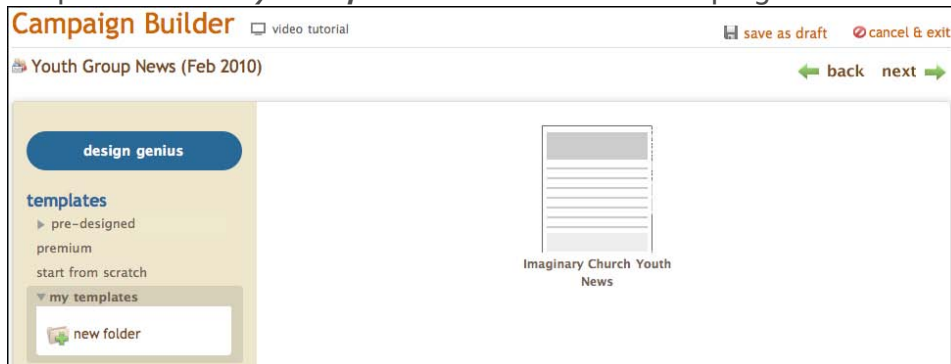 Campaign Builder video tutorial
save as draft cancel & exit
Youth Group News (Feb 2010)
back next
design genius
templates
pre-designed
premium
start from scratch
my templates
new folder
Imaginary Church Youth
News